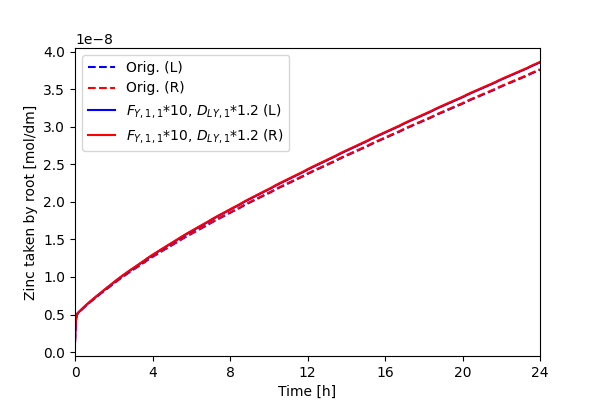 1e−8
4.0
3.5
3.0
2.5
2.0
1.5
1.0
0.5
0.0
Zinc taken by root [mol/dm]
Orig. (L)
Orig. (R)
$F_{Y,1,1}$*10, $D_{LY,1}$*1.2 (L)
$F_{Y,1,1}$*10, $D_{LY,1}$*1.2 (R)
0 4 8 12 16 20 24
Time [h]